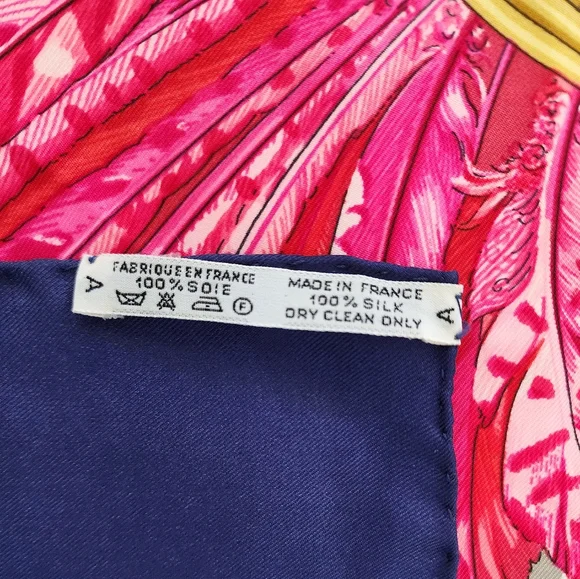 A
FABRIQUE EN FRANCE
100 % SOIE
F
MADE IN FRANCE
100 % SILK
DRY CLEAN ONLY
A